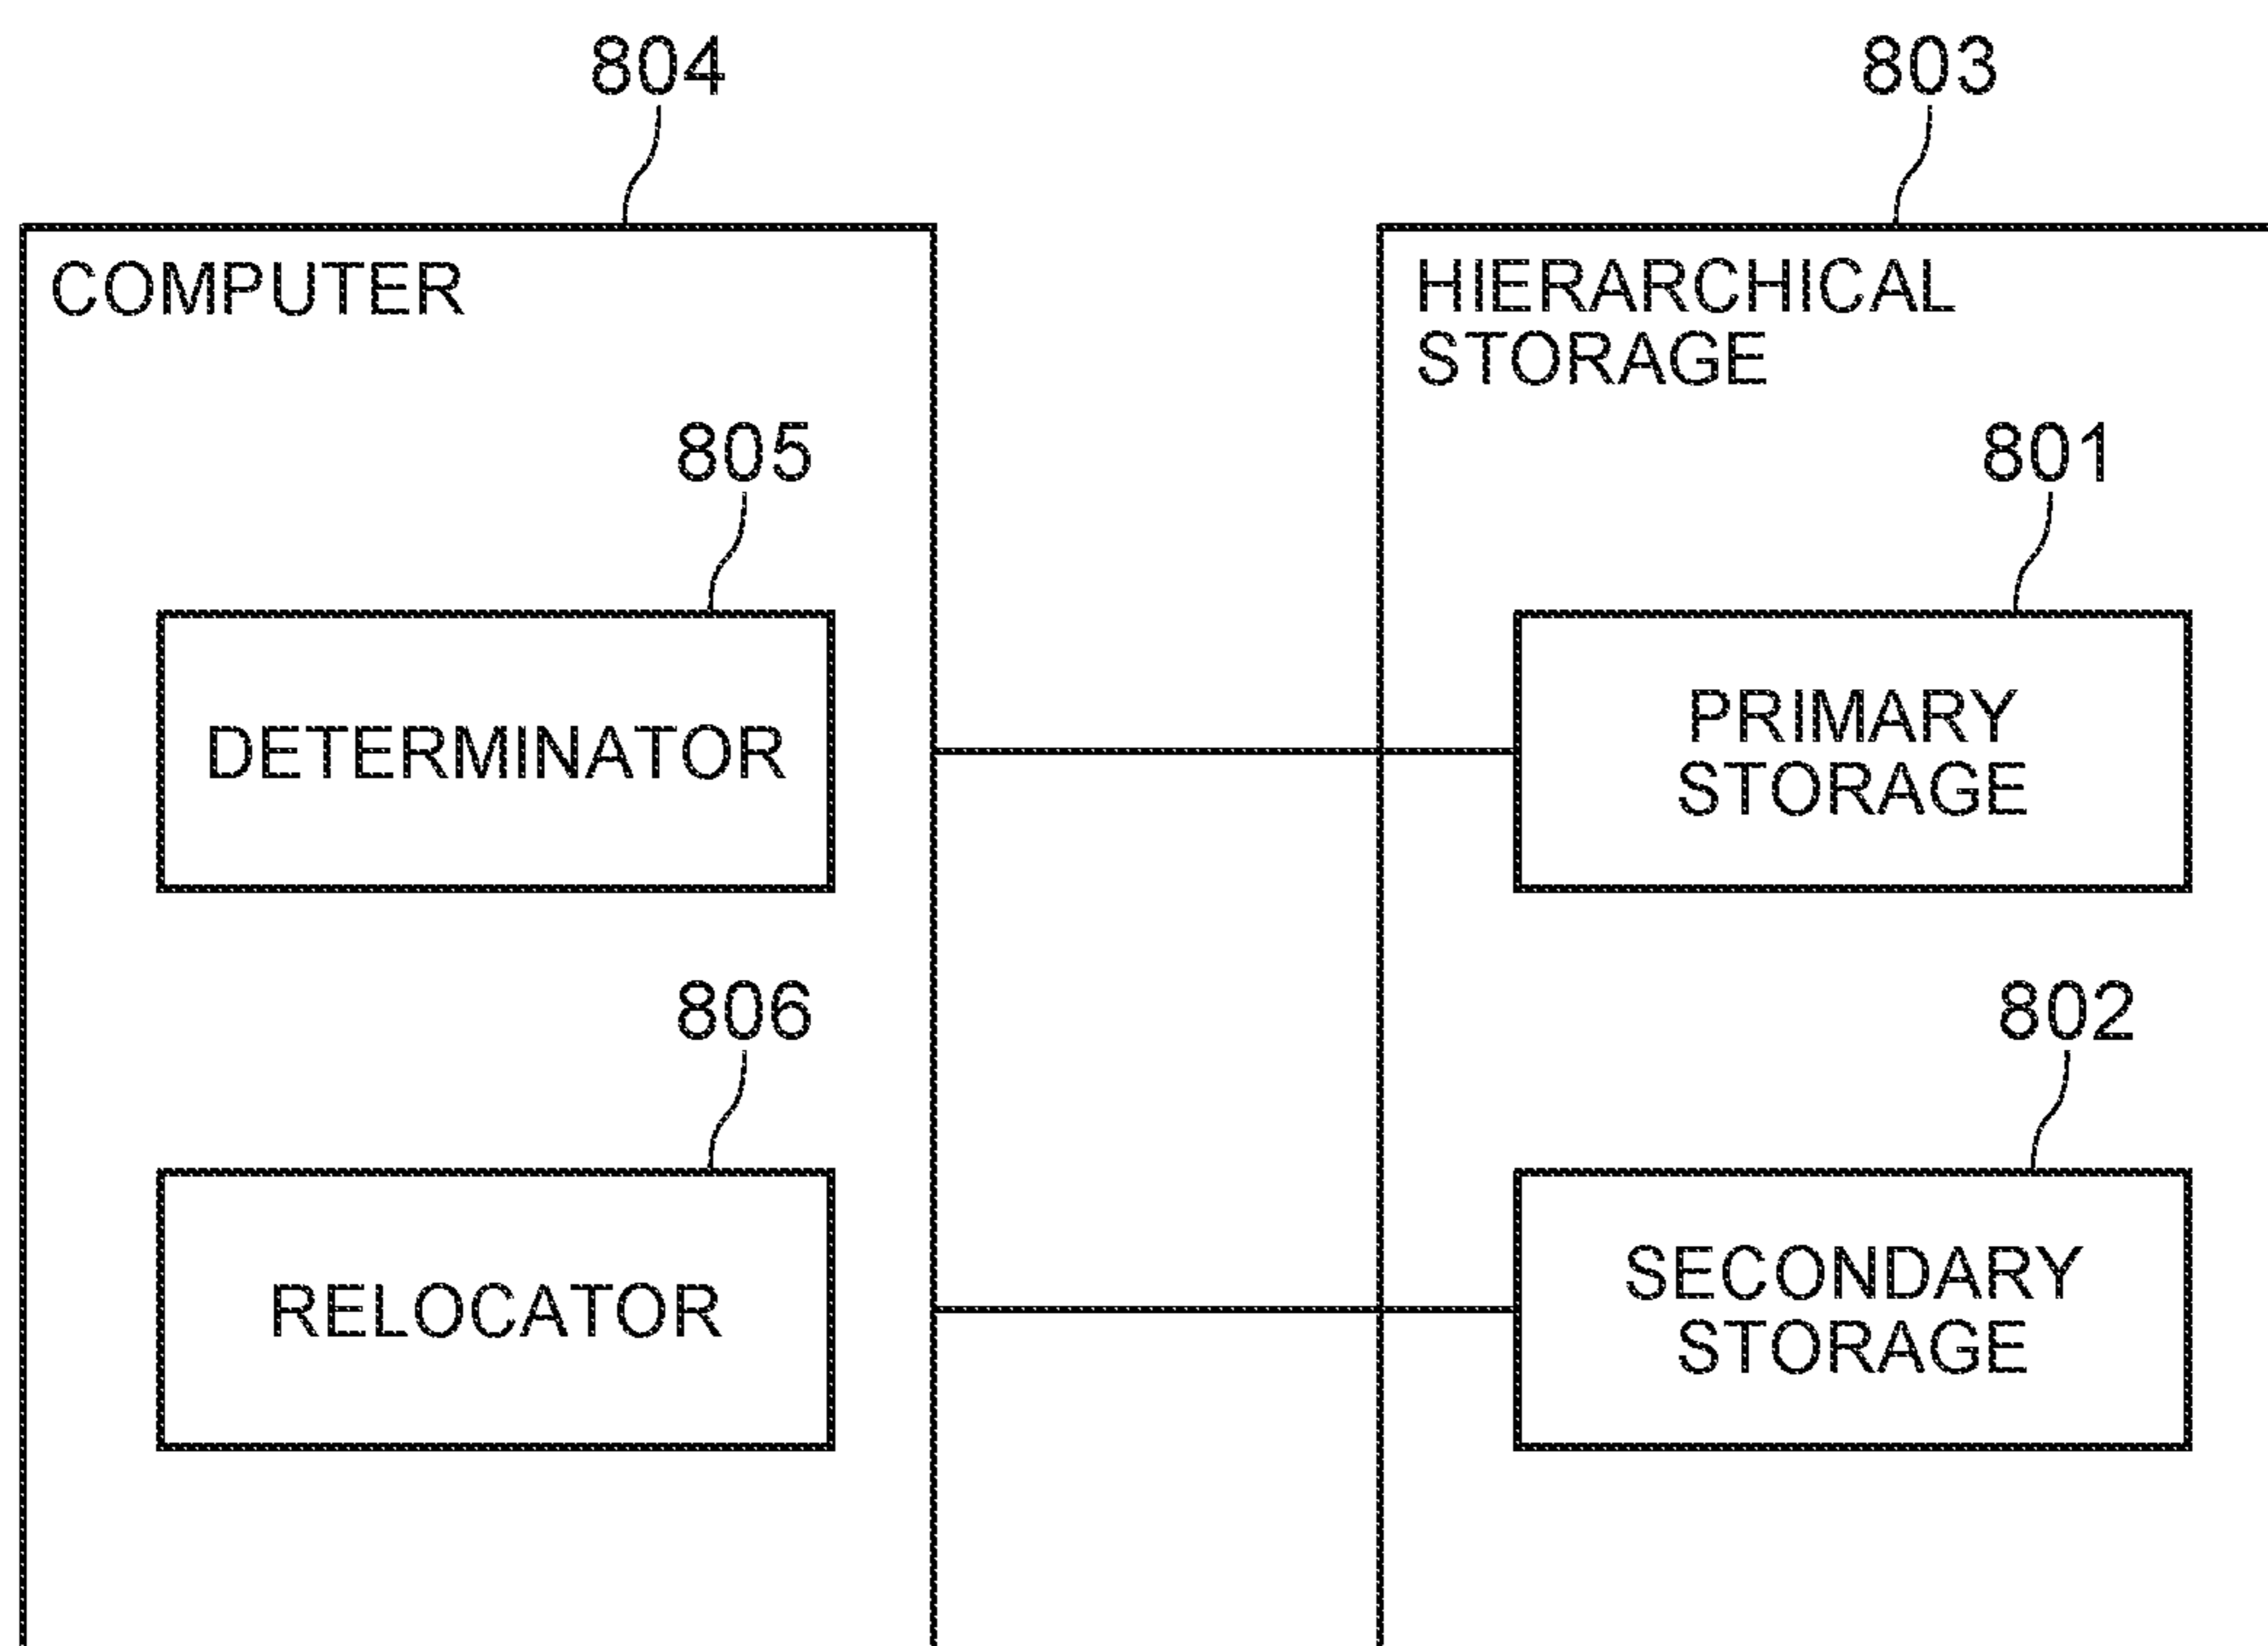 804
803
COMPUTER
HIERARCHICAL
STORAGE
805
801
DETERMINATOR
PRIMARY
STORAGE
806
802
RELOCATOR
SECONDARY
STORAGE